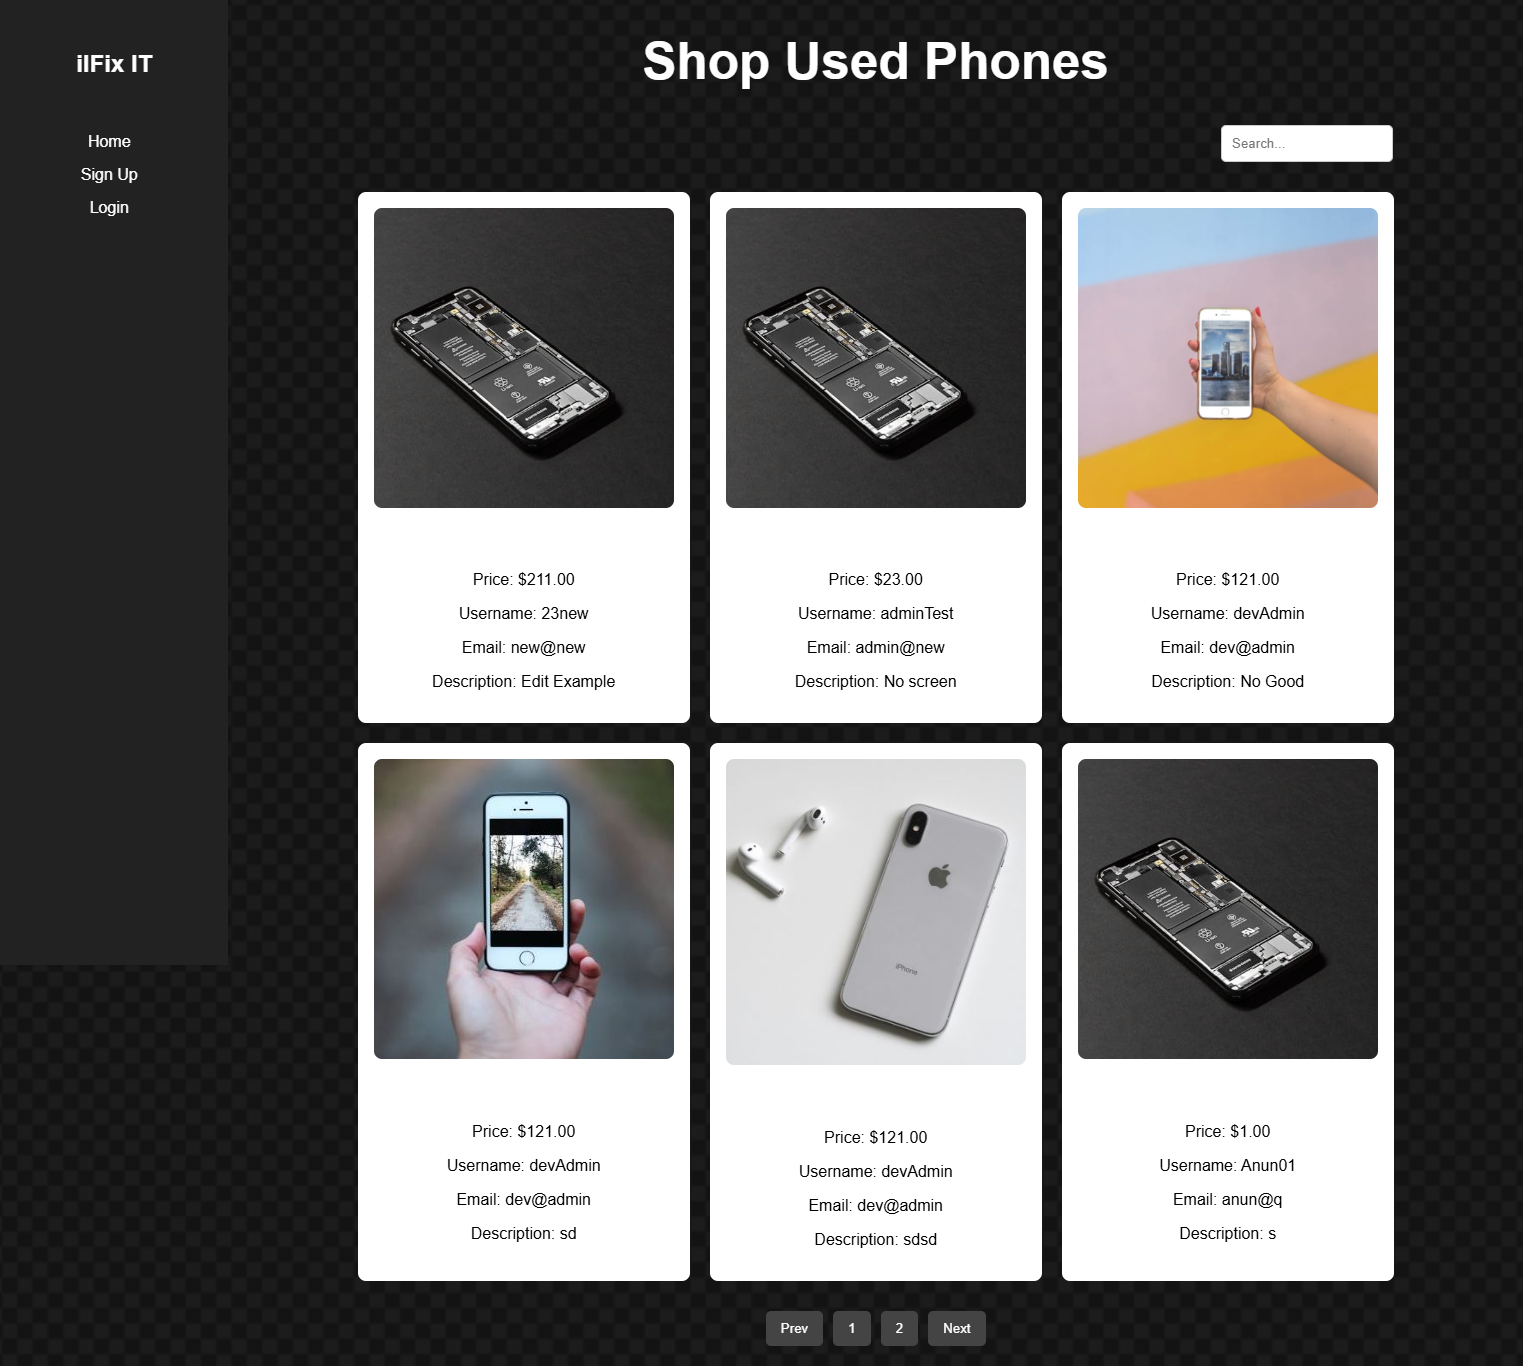 iIFix IT
Home
Sign Up
Login
Shop Used Phones
Search...
Price: $211.00
Username: 23new
Email: new@new
Description: Edit Example
Price: $23.00
Username: adminTest
Email: admin@new
Description: No screen
Price: $121.00
Username: devAdmin
Email: dev@admin
Description: No Good
Price: $121.00
Username: devAdmin
Email: dev@admin
Description: sd
iPhone
Price: $121.00
Username: devAdmin
Email: dev@admin
Description: sdsd
Price: $1.00
Username: Anun01
Email: anun@q
Description: s
Prev
1
2
Next